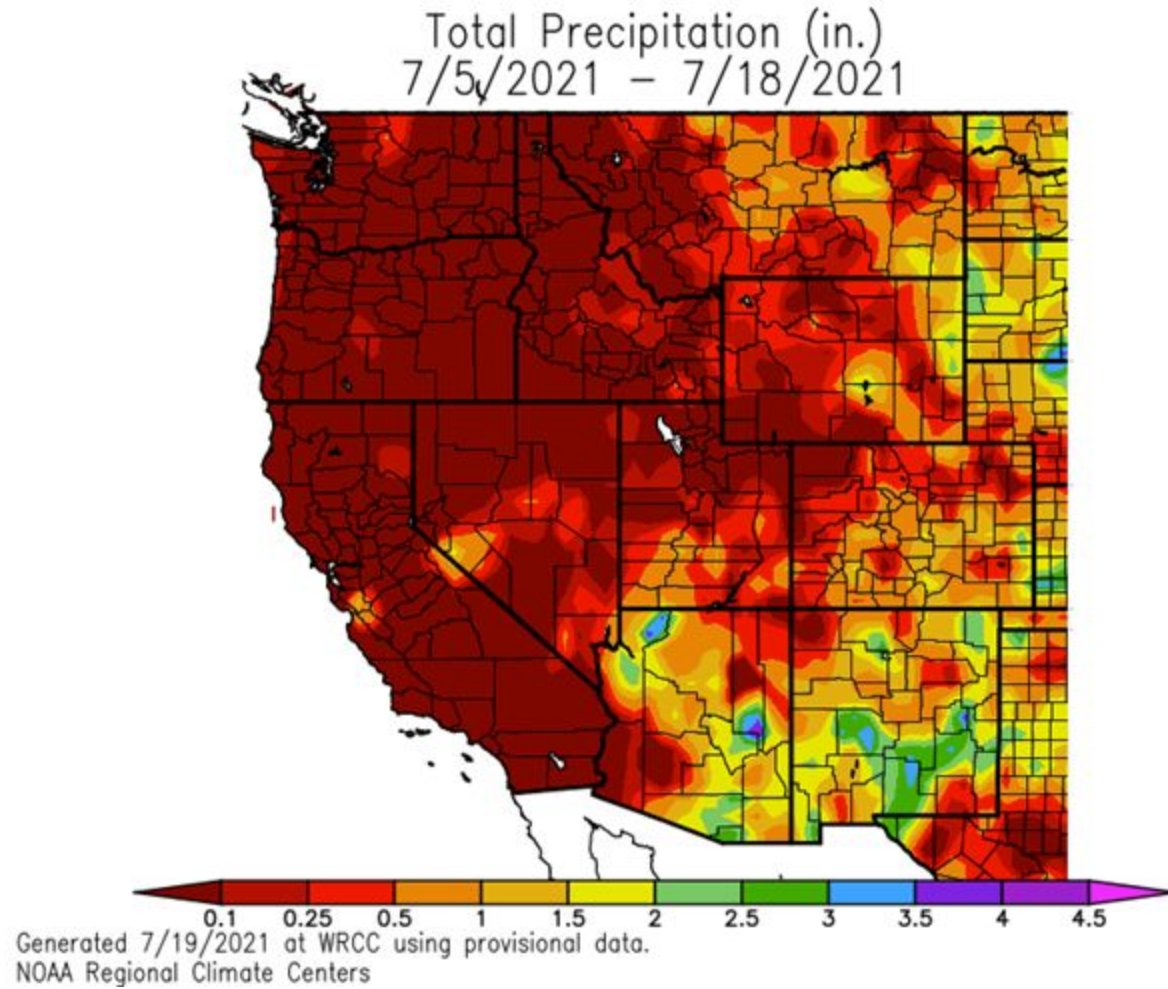 Total Precipitation (in.)
7/5/2021 – 7/18/2021
0.1 0.25 0.5 1 1.5 2 2.5 3 3.5 4 4.5
Generated 7/19/2021 at WRCC using provisional data.
NOAA Regional Climate Centers